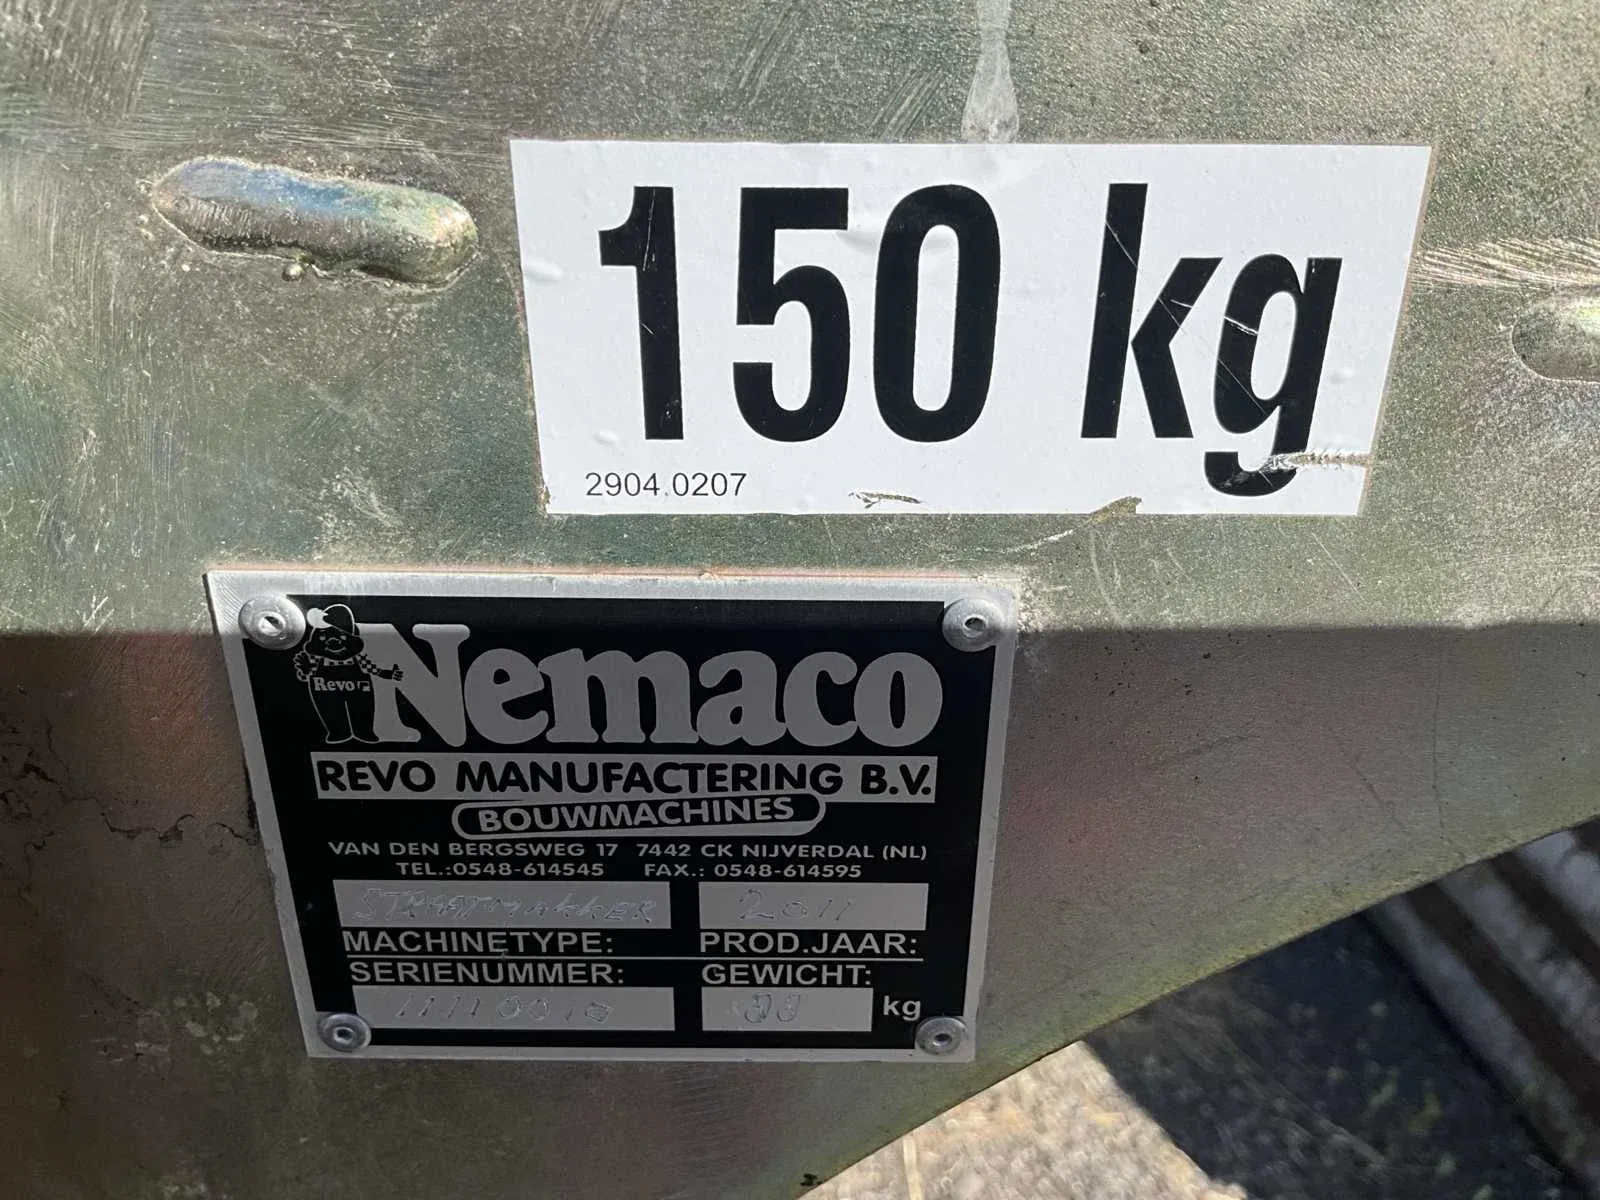 150 kg
2904.0207
Revo
Nemaco
REVO MANUFACTERING B.V.
BOUWMACHINES
VAN DEN BERGSWEG 17 7442 CK NIJVERDAL (NL)
TEL.:0548-614545 FAX.: 0548-614595
STRAATMAKKER 2011
MACHINETYPE: PROD.JAAR:
SERIENUMMER: GEWICHT:
kg